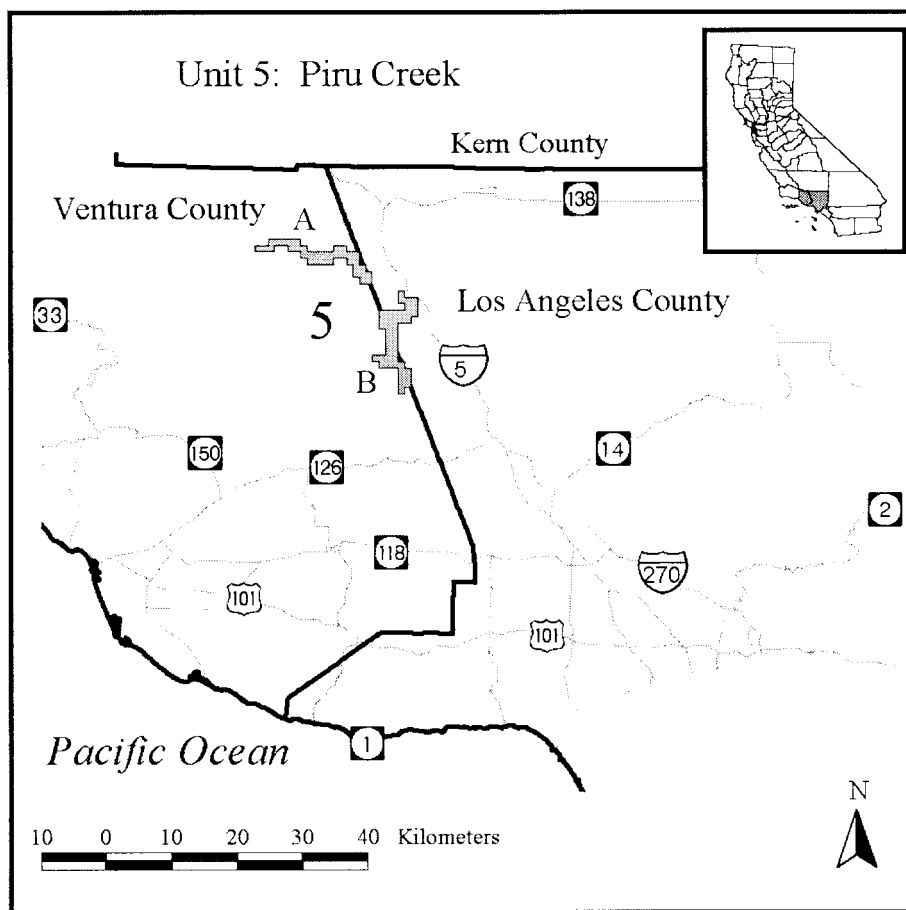 Unit 5: Piru Creek
Kern County
138
Ventura County
A
Los Angeles County
33
5
5
B
150
126
14
2
118
270
101
101
Pacific Ocean
1
N
10 0 10 20 30 40 Kilometers